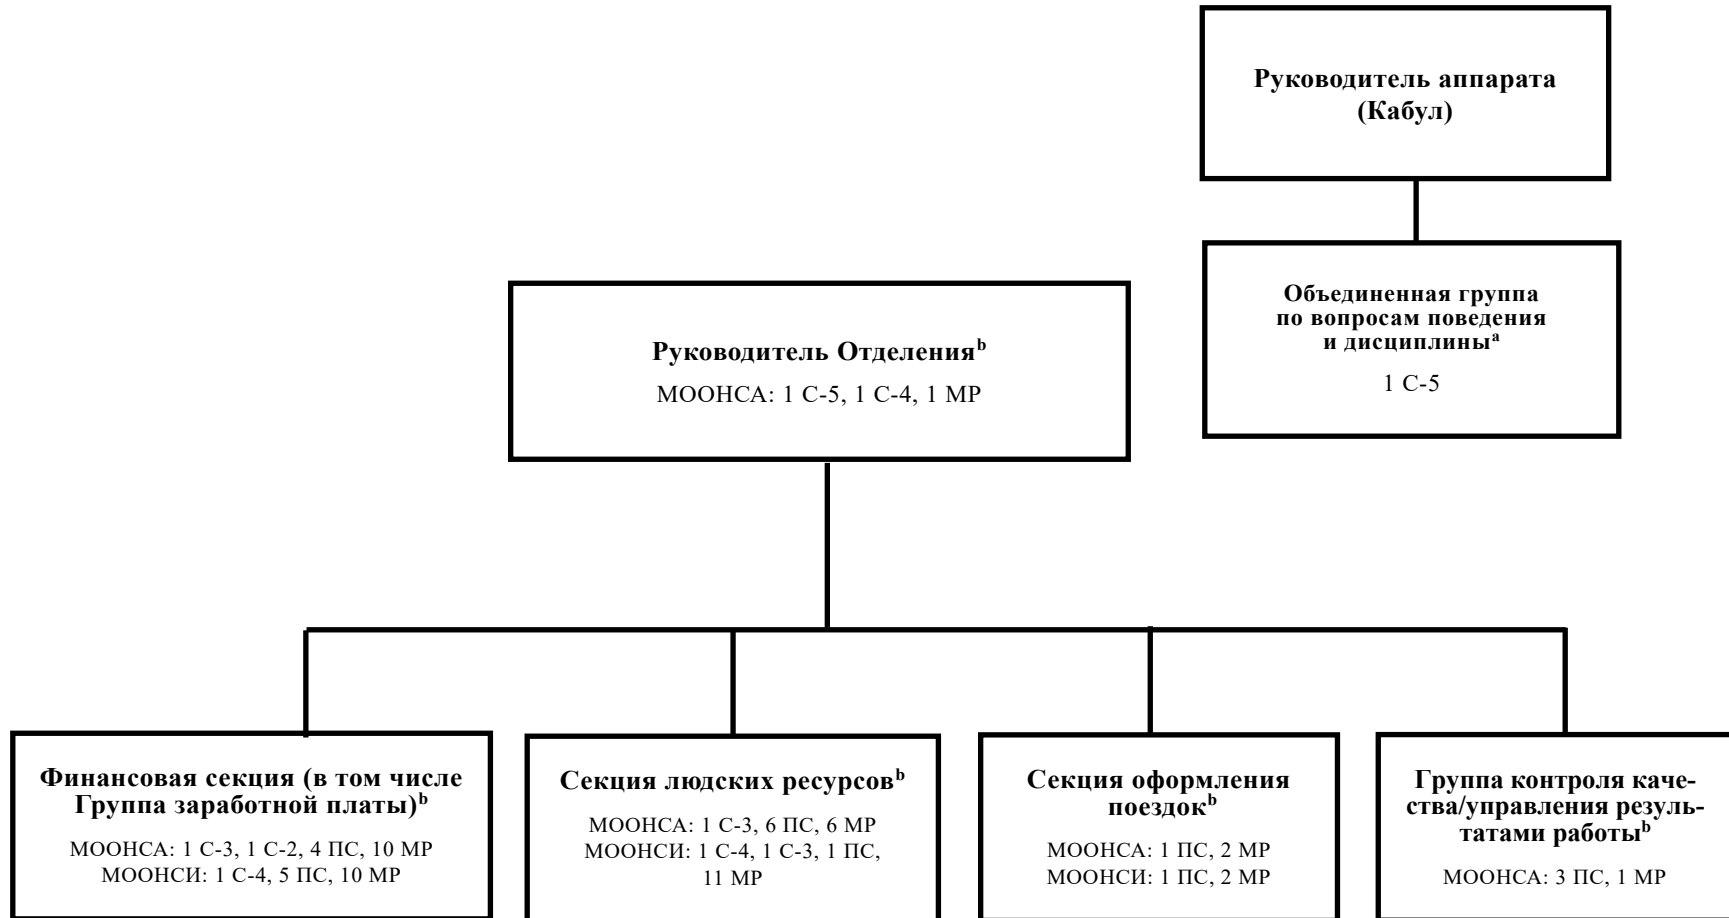 Руководитель аппарата
(Кабул)
Объединенная группа
по вопросам поведения
и дисциплины^a
1 С-5
Руководитель Отделения^b
МООНСА: 1 С-5, 1 С-4, 1 МР
Финансовая секция (в том числе
Группа заработной платы)^b
МООНСА: 1 С-3, 1 С-2, 4 ПС, 10 МР
МООНСИ: 1 С-4, 5 ПС, 10 МР
Секция людских ресурсов^b
МООНСА: 1 С-3, 6 ПС, 6 МР
МООНСИ: 1 С-4, 1 С-3, 1 ПС,
11 МР
Секция оформления
поездок^b
МООНСА: 1 ПС, 2 МР
МООНСИ: 1 ПС, 2 МР
Группа контроля каче-
ства/управления резуль-
татами работы^b
МООНСА: 3 ПС, 1 МР